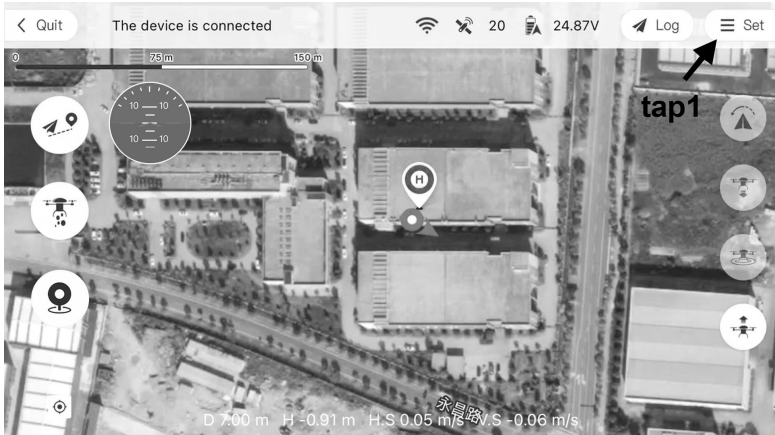 Quit The device is connected 20 24.87V Log Set
0 75 m 150 m
tap1
10 10
10 10
H
永昌路
D 7.00 m H -0.91 m H.S 0.05 m/s V.S -0.06 m/s